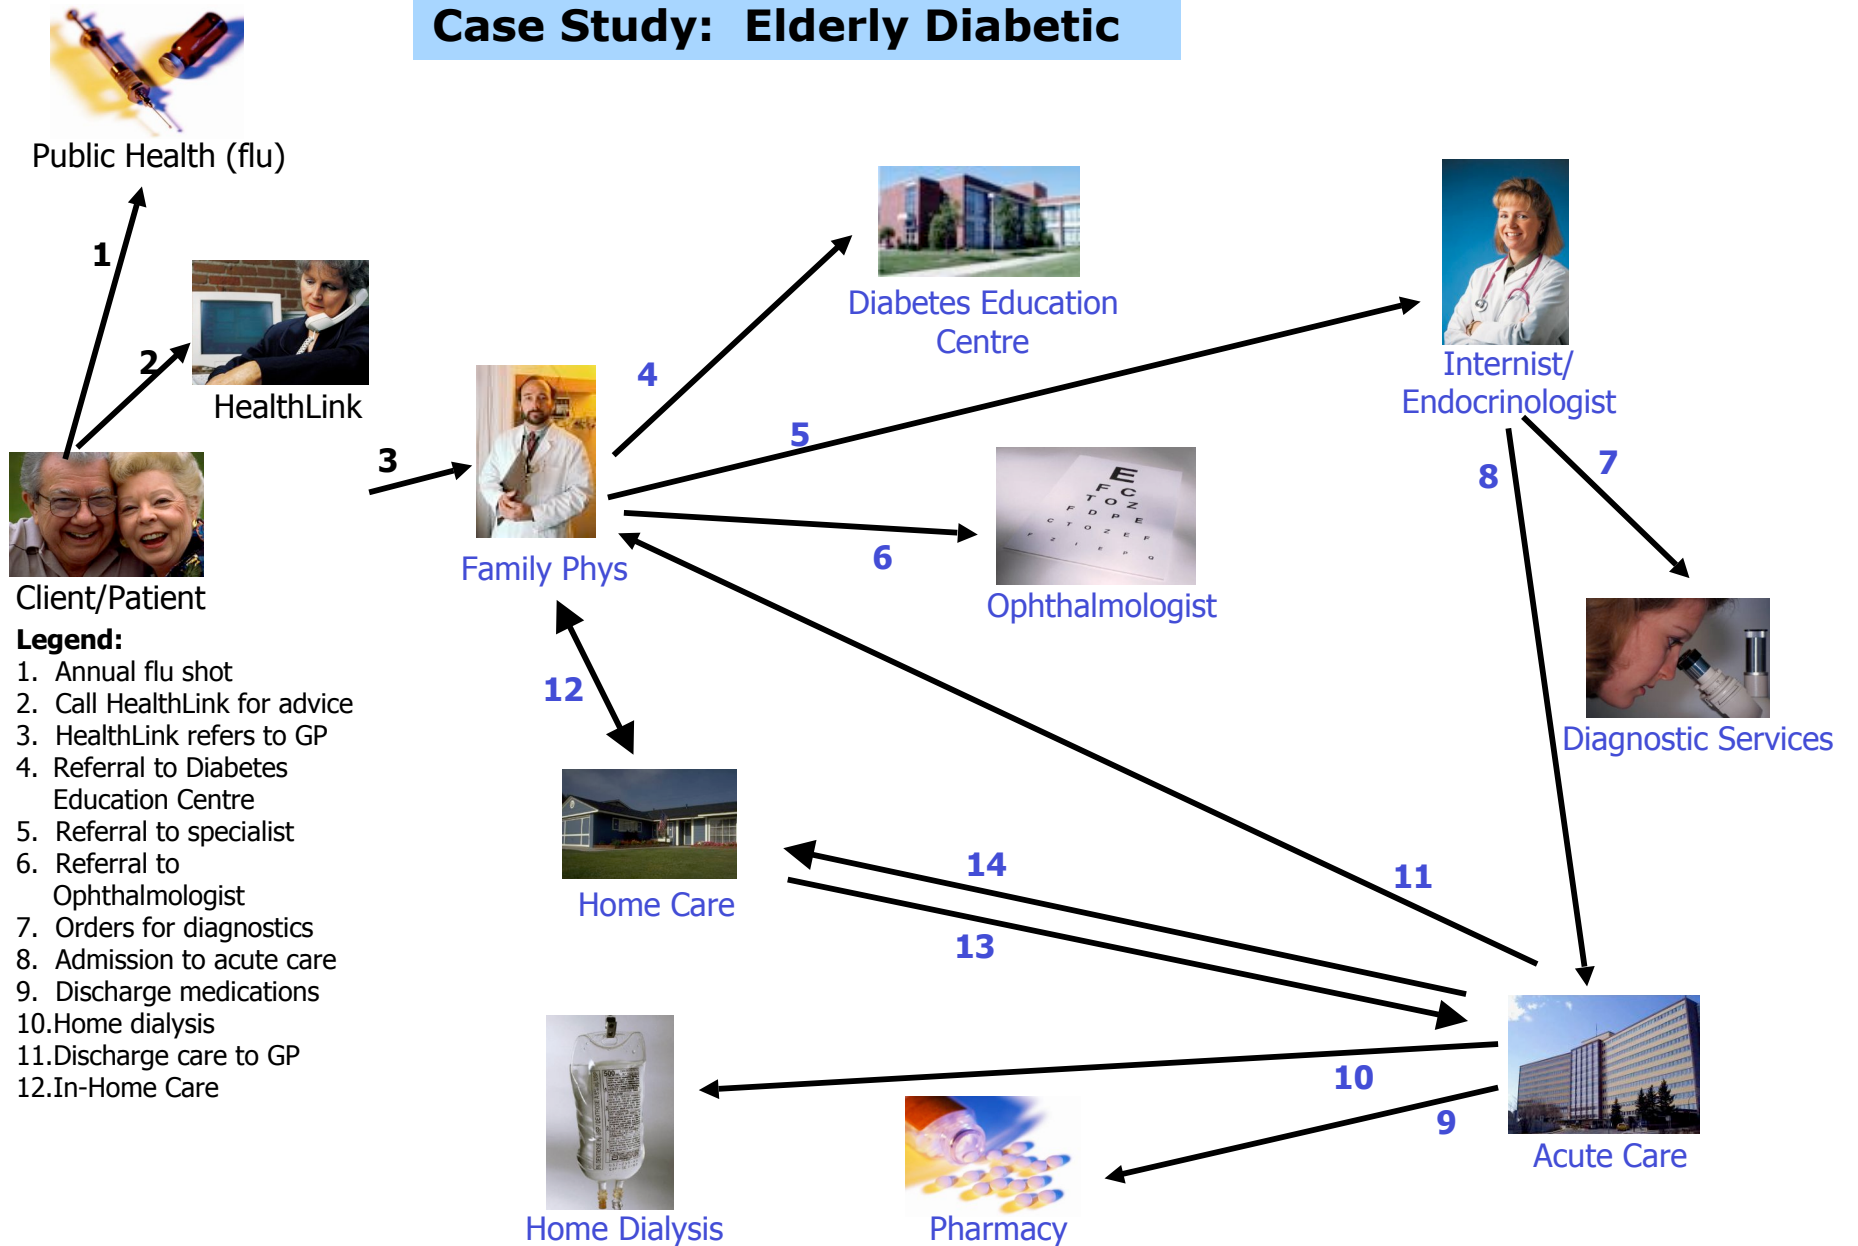 Case Study:  Elderly Diabetic
Public Health (flu)
1
2
HealthLink
3
Client/Patient
Family Phys
4
Diabetes Education
Centre
5
Internist/
Endocrinologist
6
E
F C
T O Z
F D P E
C T O Z E F
F Z I E P Q
Ophthalmologist
8
7
Diagnostic Services
12
Home Care
14
13
11
10
9
Acute Care
Home Dialysis
Pharmacy
Legend:
1. Annual flu shot
2. Call HealthLink for advice
3. HealthLink refers to GP
4. Referral to Diabetes
Education Centre
5. Referral to specialist
6. Referral to
Ophthalmologist
7. Orders for diagnostics
8. Admission to acute care
9. Discharge medications
10.Home dialysis
11.Discharge care to GP
12.In-Home Care